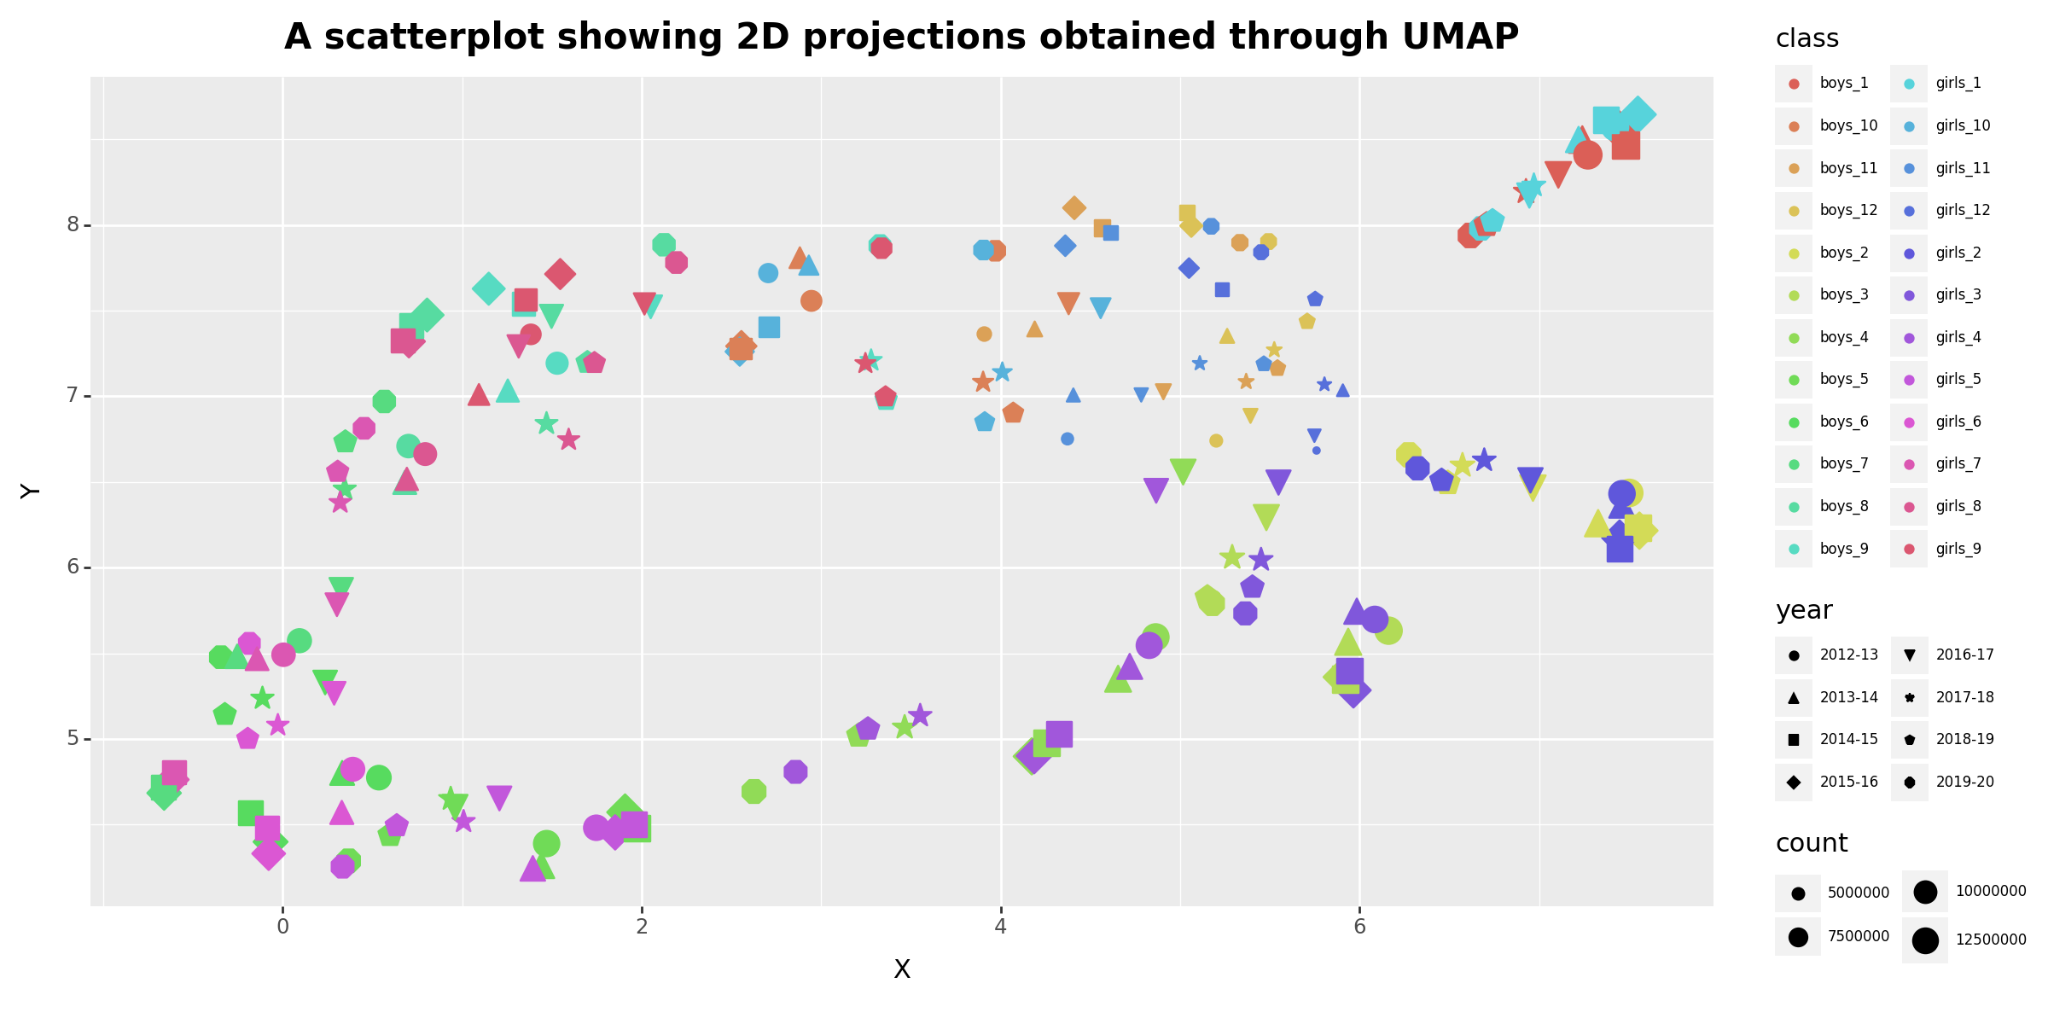 A scatterplot showing 2D projections obtained through UMAP
class
boys_1 girls_1
boys_10 girls_10
boys_11 girls_11
boys_12 girls_12
boys_2 girls_2
boys_3 girls_3
boys_4 girls_4
boys_5 girls_5
boys_6 girls_6
boys_7 girls_7
boys_8 girls_8
boys_9 girls_9
year
2012-13 2016-17
2013-14 2017-18
2014-15 2018-19
2015-16 2019-20
count
5000000 10000000
7500000 12500000
8
7
6
5
Y
0 2 4 6
X